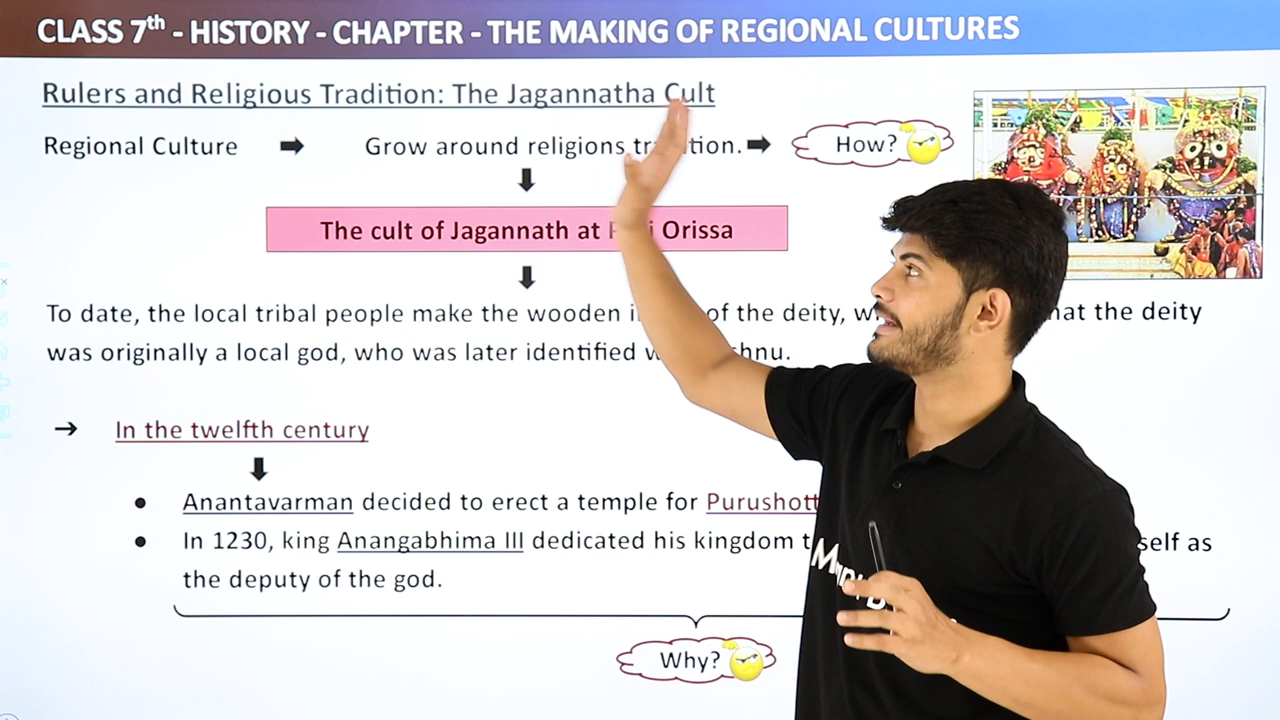 CLASS 7th - HISTORY - CHAPTER - THE MAKING OF REGIONAL CULTURES
Rulers and Religious Tradition: The Jagannatha Cult
Regional Culture → Grow around religions tion. → How?
The cult of Jagannath at Orissa
To date, the local tribal people make the wooden of the deity, the deity
was originally a local god, who was later identified
→ In the twelfth century
• Anantavarman decided to erect a temple for Purushott
• In 1230, king Anangabhima III dedicated his kingdom self as
the deputy of the god.
Why?